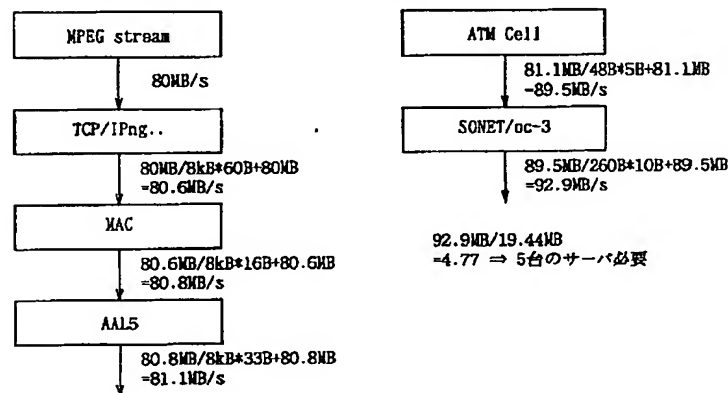 MPEG stream
80MB/s
TCP/IPng..
80MB/8kB*60B+80MB
=80.6MB/s
MAC
80.6MB/8kB*16B+80.6MB
=80.8MB/s
AAL5
80.8MB/8kB*33B+80.8MB
=81.1MB/s
ATM Cell
81.1MB/48B*5B+81.1MB
=89.5MB/s
SONET/oc-3
89.5MB/260B*10B+89.5MB
=92.9MB/s
92.9MB/19.44MB
=4.77 ⇒ 5台のサーバ必要